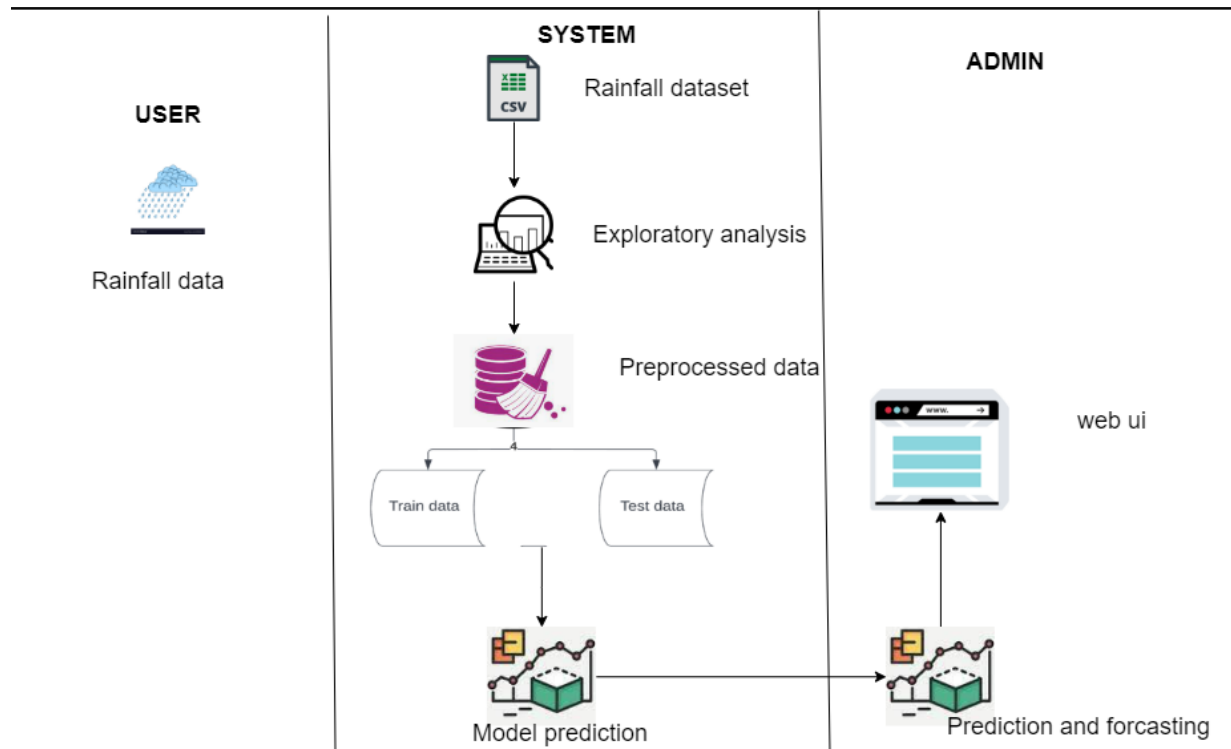 USER
Rainfall data
SYSTEM
CSV
Rainfall dataset
Exploratory analysis
Preprocessed data
4
Train data
Test data
Model prediction
ADMIN
www.
web ui
Prediction and forcasting